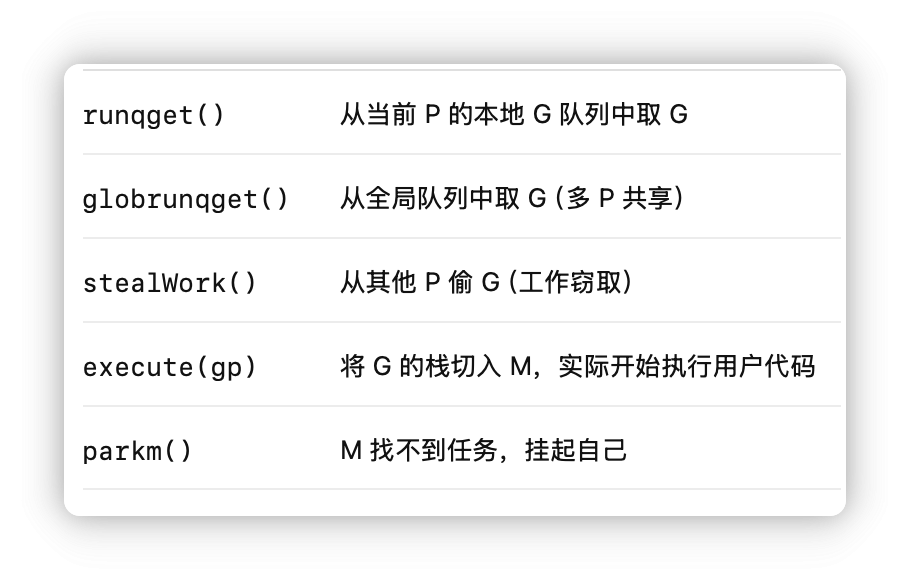 runqget() 从当前 P 的本地 G 队列中取 G
globrunqget() 从全局队列中取 G（多 P 共享）
stealWork() 从其他 P 偷 G（工作窃取）
execute(gp) 将 G 的栈切入 M，实际开始执行用户代码
parkm() M 找不到任务，挂起自己